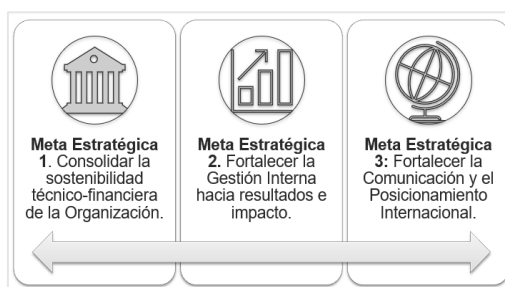 Meta Estratégica
1. Consolidar la
sostenibilidad
técnico-financiera
de la Organización.
Meta Estratégica
2. Fortalecer la
Gestión Interna
hacia resultados e
impacto.
Meta Estratégica
3: Fortalecer la
Comunicación y el
Posicionamiento
Internacional.